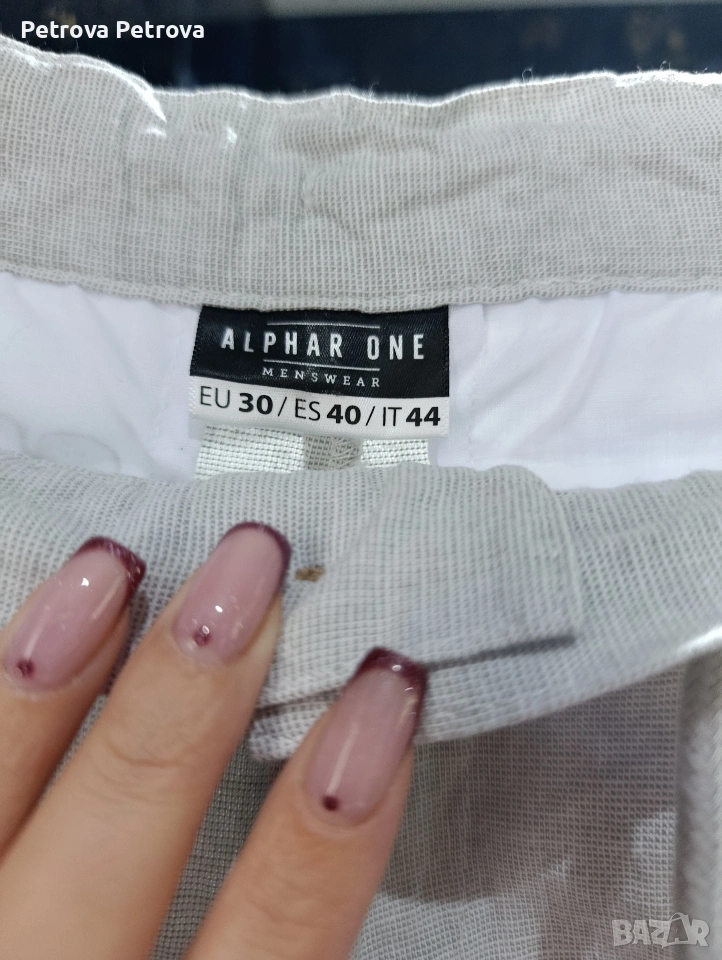 Petrova Petrova
ALPHAR ONE
MENSWEAR
EU 30 / ES 40 / IT 44
BAZAR